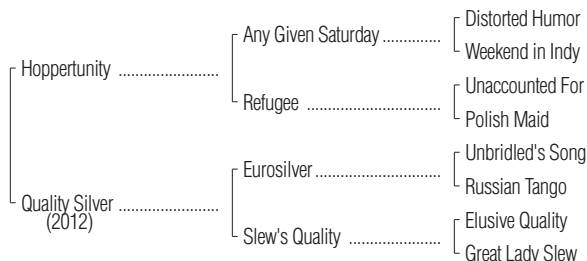 Distorted Humor
Any Given Saturday ..............
Weekend in Indy
Hoppertunity ........................
Unaccounted For
Refugee ................................
Polish Maid
Unbridled's Song
Eurosilver ..............................
Russian Tango
Quality Silver ........................
(2012)
Elusive Quality
Slew's Quality ......................
Great Lady Slew